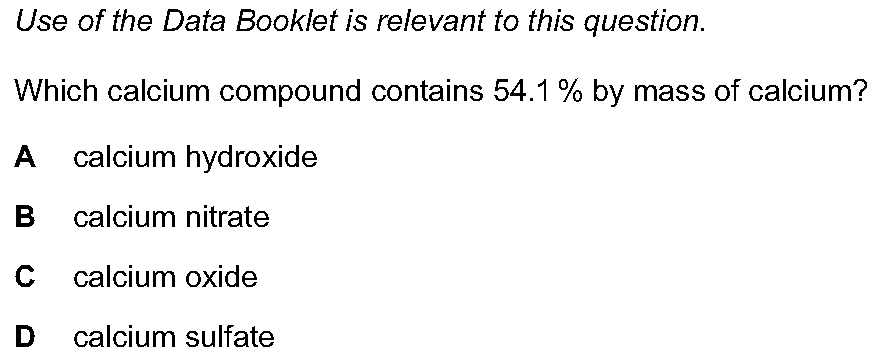 Use of the Data Booklet is relevant to this question.
Which calcium compound contains 54.1 % by mass of calcium?
A calcium hydroxide
B calcium nitrate
C calcium oxide
D calcium sulfate